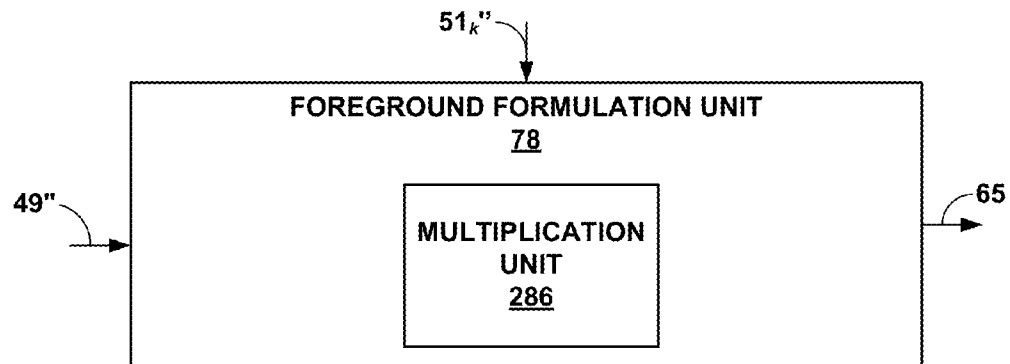 51k''
FOREGROUND FORMULATION UNIT
78
49"
65
MULTIPLICATION
UNIT
286